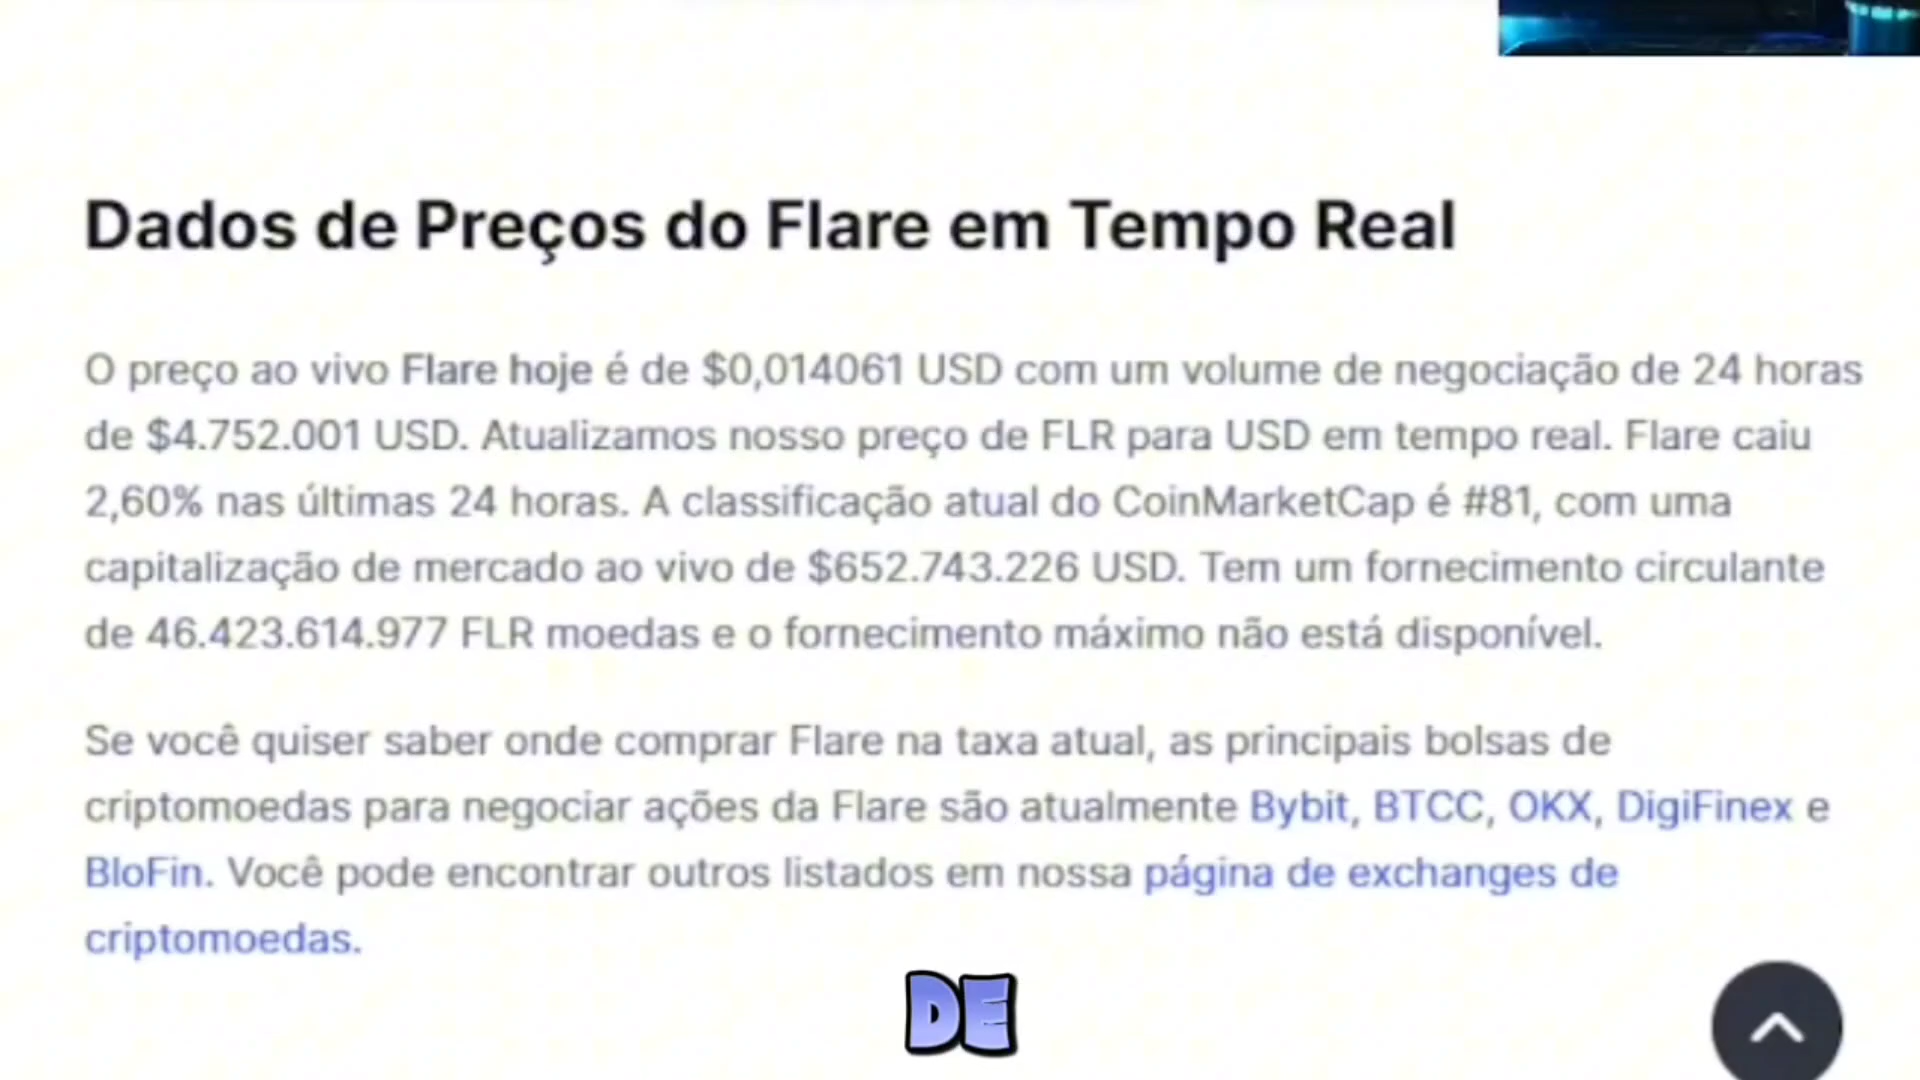 Dados de Preços do Flare em Tempo Real
O preço ao vivo Flare hoje é de $0,014061 USD com um volume de negociação de 24 horas
de $4.752.001 USD. Atualizamos nosso preço de FLR para USD em tempo real. Flare caiu
2,60% nas últimas 24 horas. A classificação atual do CoinMarketCap é #81, com uma
capitalização de mercado ao vivo de $652.743.226 USD. Tem um fornecimento circulante
de 46.423.614.977 FLR moedas e o fornecimento máximo não está disponível.
Se você quiser saber onde comprar Flare na taxa atual, as principais bolsas de
criptomoedas para negociar ações da Flare são atualmente Bybit, BTCC, OKX, DigiFinex e
BloFin. Você pode encontrar outros listados em nossa página de exchanges de
criptomoedas.
DE